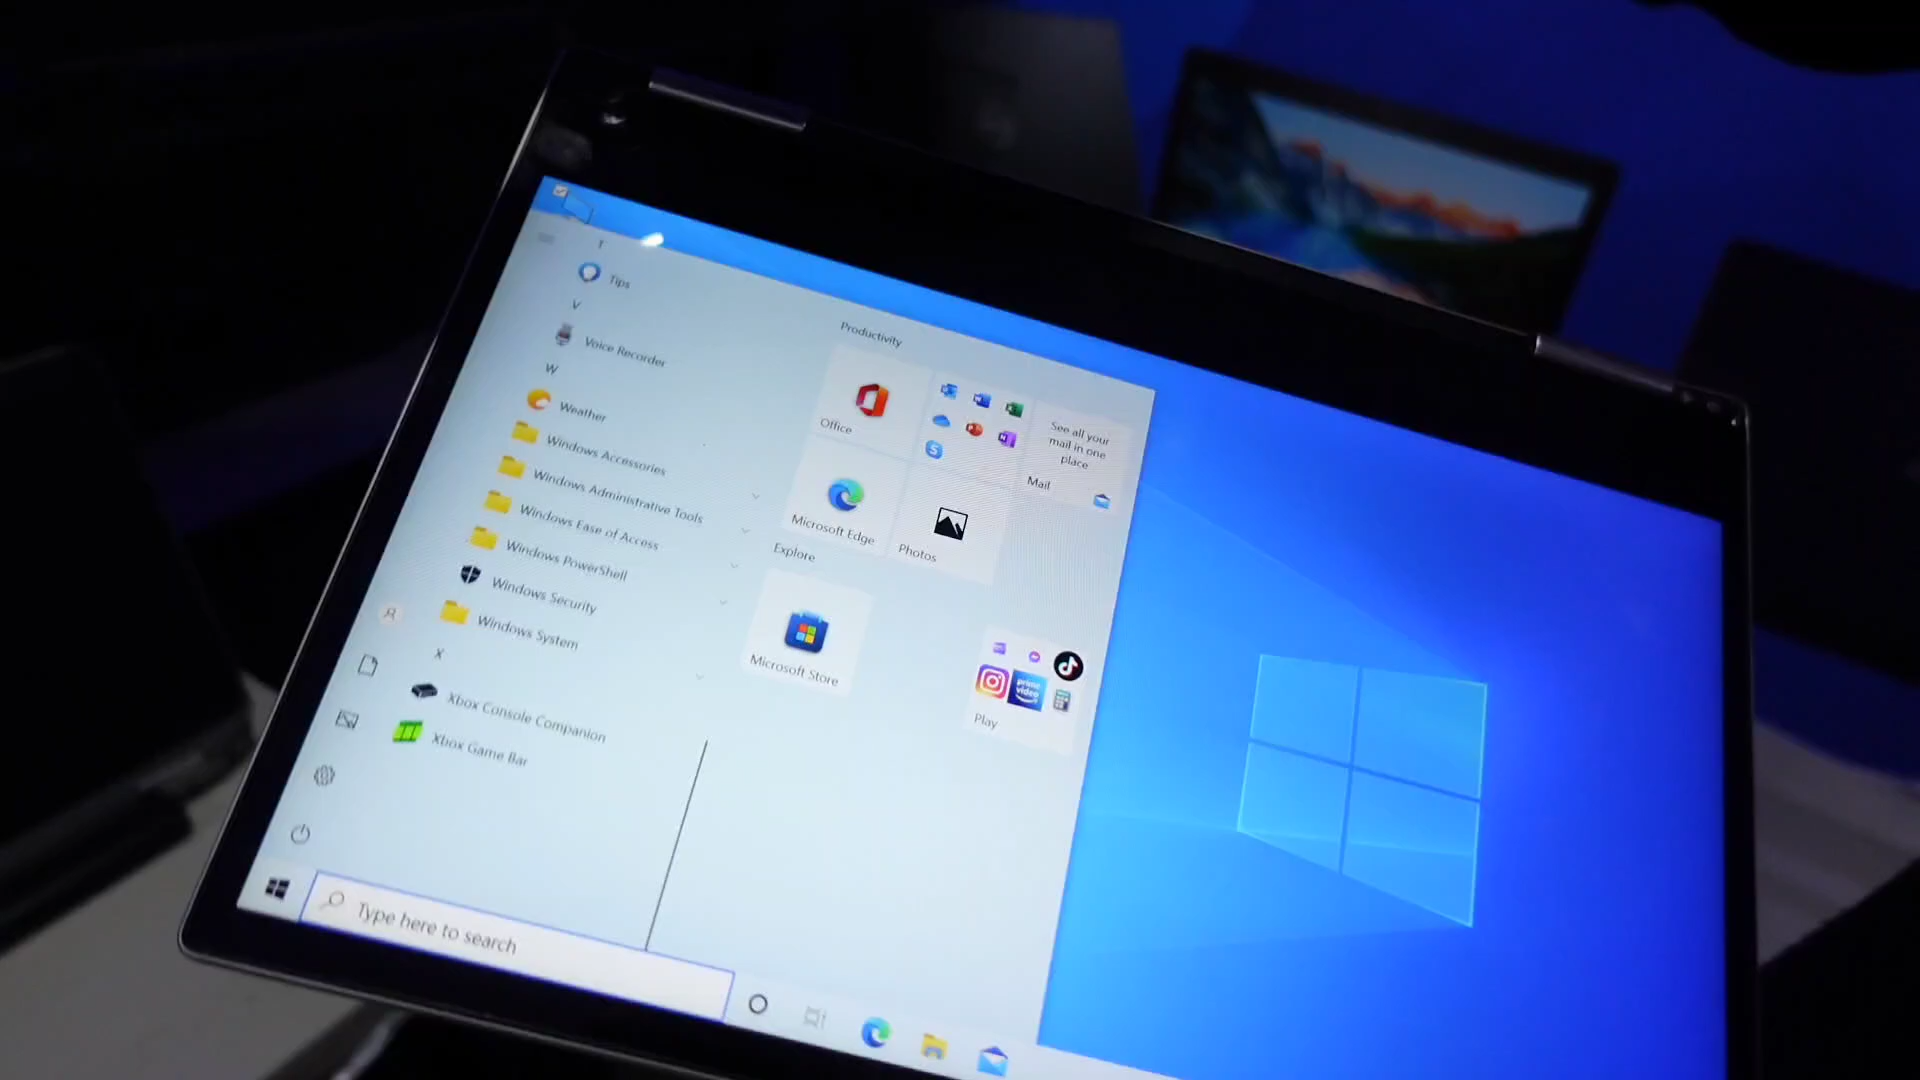 T
Tips
V
Voice Recorder
W
Weather
Windows Accessories
Windows Administrative Tools
Windows Ease of Access
Windows PowerShell
Windows Security
Windows System
X
Xbox Console Companion
Xbox Game Bar
Productivity
Office
See all your
mail in one
place
Mail
Microsoft Edge
Photos
Explore
Microsoft Store
prime
video
Play
Type here to search